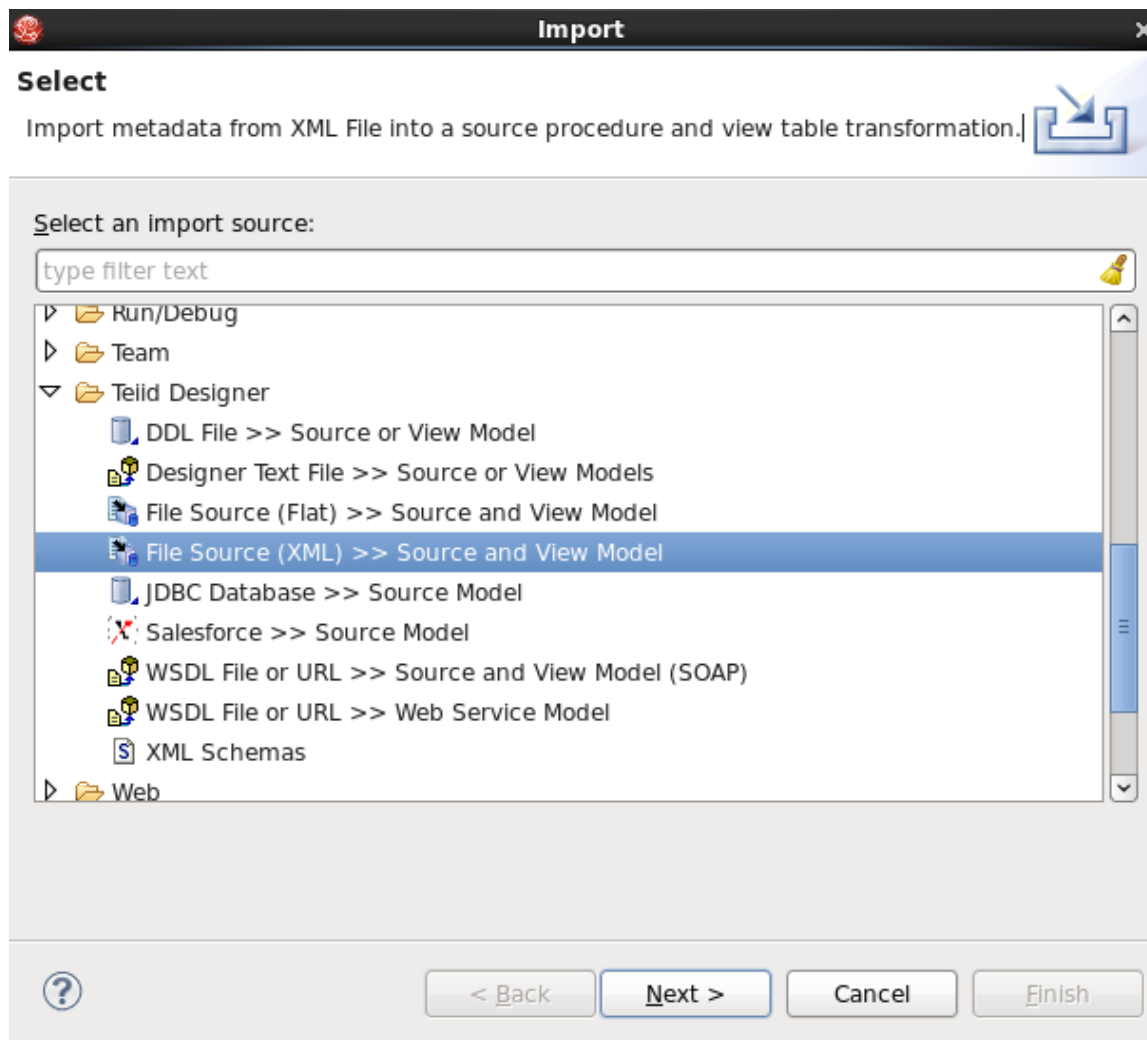 Import
Select
Import metadata from XML File into a source procedure and view table transformation.
Select an import source:
type filter text
Run/Debug
Team
Teiid Designer
DDL File >> Source or View Model
Designer Text File >> Source or View Models
File Source (Flat) >> Source and View Model
File Source (XML) >> Source and View Model
JDBC Database >> Source Model
Salesforce >> Source Model
WSDL File or URL >> Source and View Model (SOAP)
WSDL File or URL >> Web Service Model
XML Schemas
Web
< Back Next > Cancel Finish